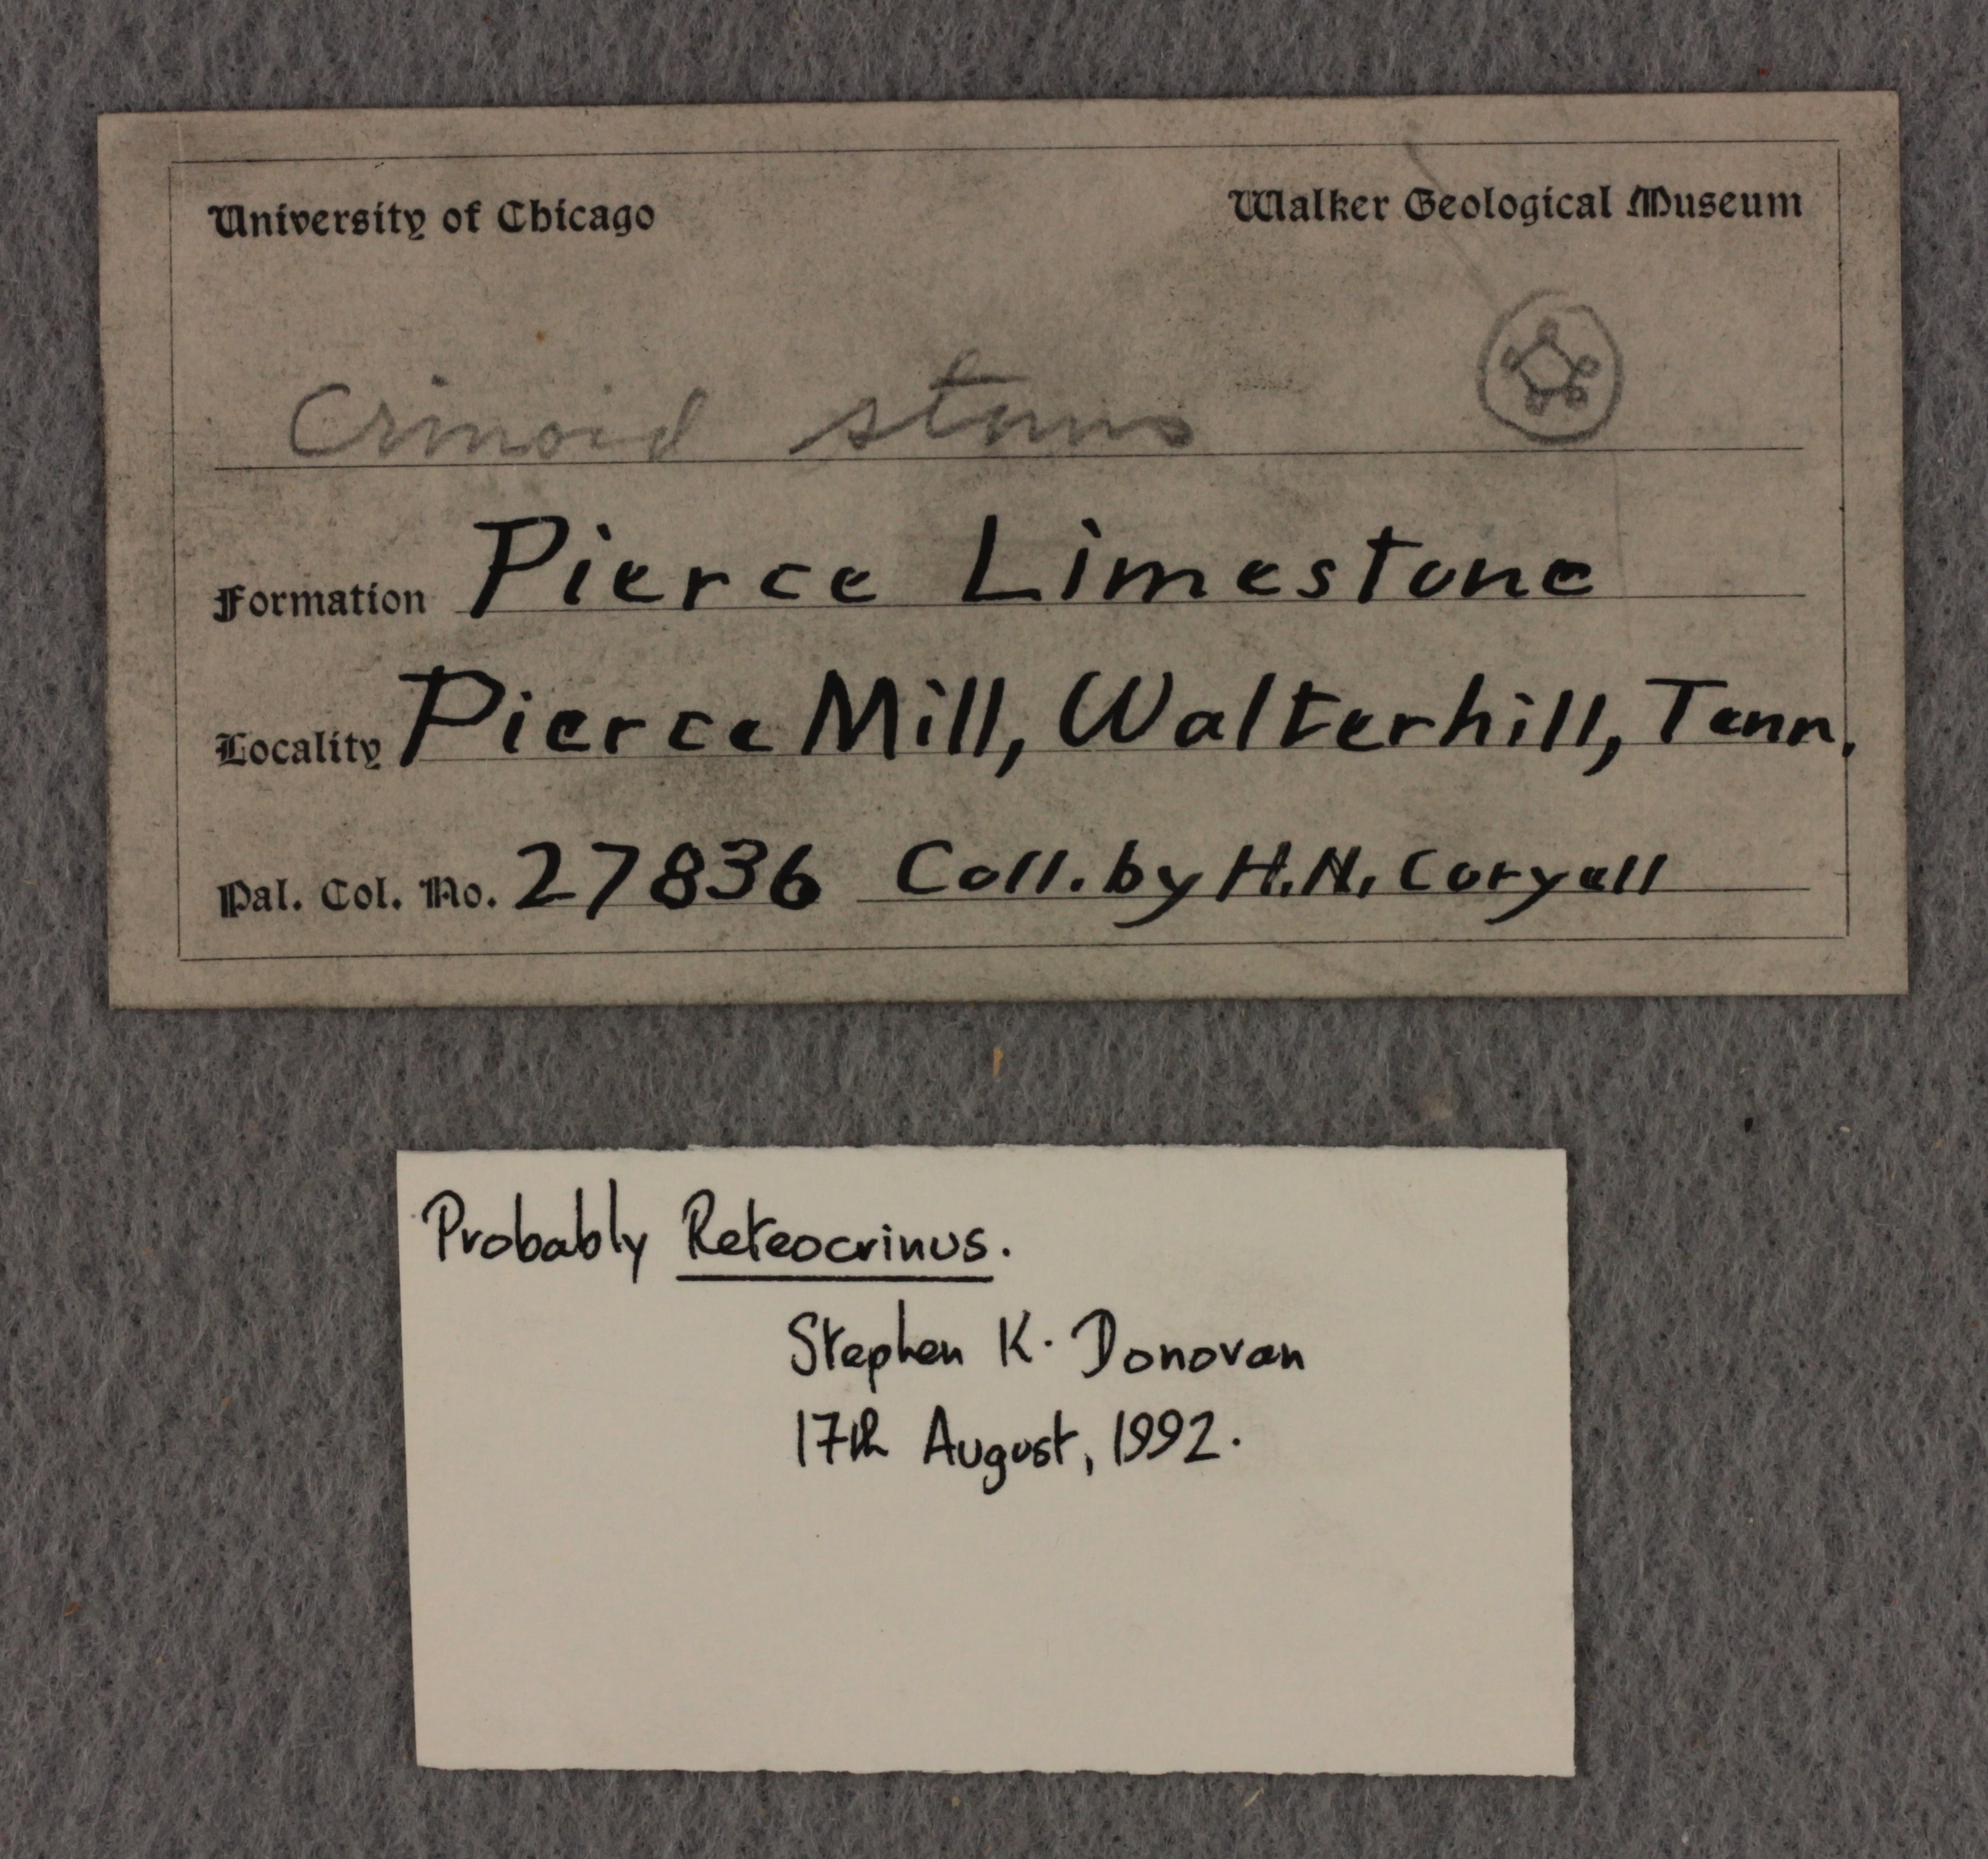 University of Chicago Walker Geological Museum
Crinoid stems
Formation Pierce Limestone
Locality Pierce Mill, Walterhill, Tenn.
Pal. Col. No. 27836 Coll. by H.N. Coryell
Probably Reteocrinus.
Stephen K. Donovan
17th August, 1992.